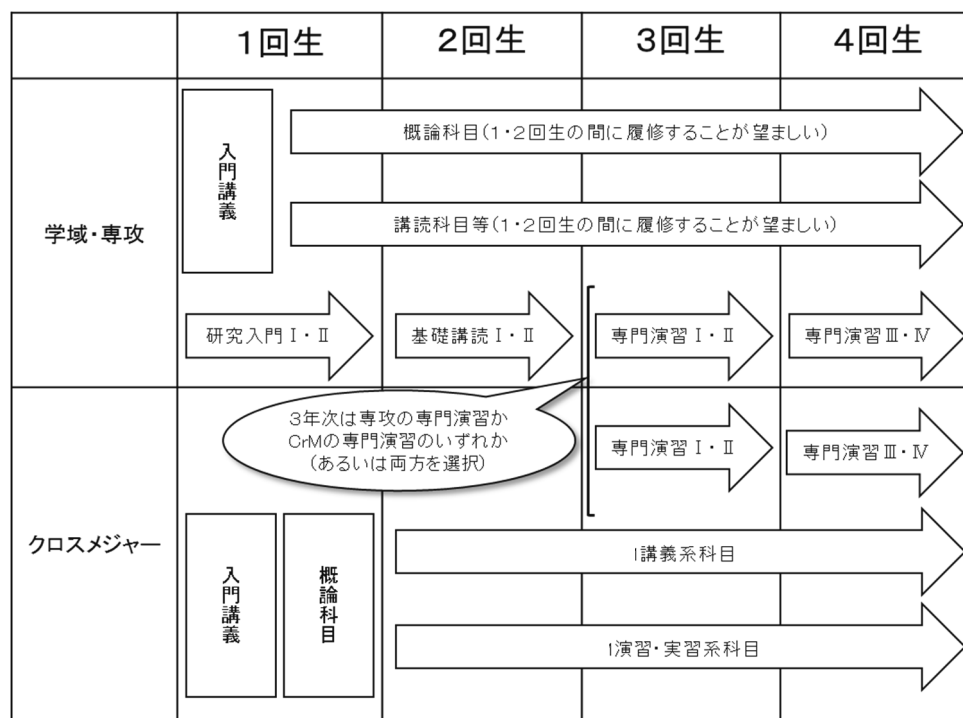 1回生
2回生
3回生
4回生
学域・専攻
入門講義
概論科目(1・2回生の間に履修することが望ましい)
講読科目等(1・2回生の間に履修することが望ましい)
研究入門Ⅰ・Ⅱ
基礎講読Ⅰ・Ⅱ
専門演習Ⅰ・Ⅱ
専門演習Ⅲ・Ⅳ
3年次は専攻の専門演習か
CrMの専門演習のいずれか
(あるいは両方を選択)
専門演習Ⅰ・Ⅱ
専門演習Ⅲ・Ⅳ
クロスメジャー
入門講義
概論科目
I講義系科目
I演習・実習系科目